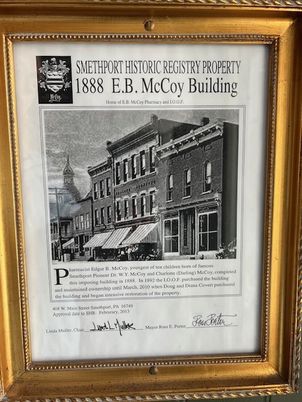 SMETHPORT HISTORIC REGISTRY PROPERTY
1888 E.B. McCoy Building
Home of E.B. McCoy Pharmacy and I.O.O.F.
Pharmacist Edgar B. McCoy, youngest of ten children born of famous
Smethport Pioneer Dr. W.Y. McCoy and Charlotte (Darling) McCoy, completed
this imposing building in 1888. In 1892 the I.O.O.F. purchased the building
and maintained ownership until March, 2010 when Doug and Diana Covert purchased
the building and began extensive restoration of the property.
408 W. Main Street Smethport, PA 16749
Approval date to SHR: February, 2013
Linda Muller, Chair
Mayor Ross E. Porter